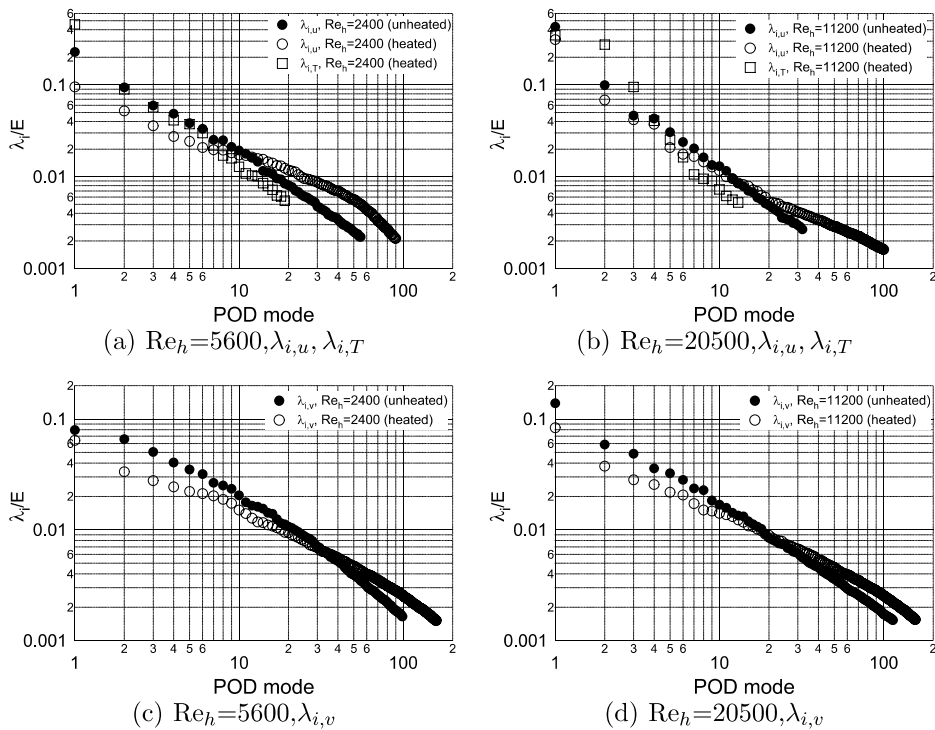 2
0.1
6
4
2
0.01
6
4
2
0.001
λᵢ/E
1 2 3 4 5 6 10 2 3 4 5 6 100 2
POD mode
λi,u, Reh=2400 (unheated)
λi,u, Reh=2400 (heated)
λi,T, Reh=2400 (heated)
(a) Reh=5600,λi,u, λi,T
2
0.1
6
4
2
0.01
6
4
2
0.001
λᵢ/E
1 2 3 4 5 6 10 2 3 4 5 6 100 2
POD mode
λi,u, Reh=11200 (unheated)
λi,u, Reh=11200 (heated)
λi,T, Reh=11200 (heated)
(b) Reh=20500,λi,u, λi,T
2
0.1
6
4
2
0.01
6
4
2
0.001
λᵢ/E
1 2 3 4 5 6 10 2 3 4 5 6 100 2
POD mode
λi,v, Reh=2400 (unheated)
λi,v, Reh=2400 (heated)
(c) Reh=5600,λi,v
2
0.1
6
4
2
0.01
6
4
2
0.001
λᵢ/E
1 2 3 4 5 6 10 2 3 4 5 6 100 2
POD mode
λi,v, Reh=11200 (unheated)
λi,v, Reh=11200 (heated)
(d) Reh=20500,λi,v